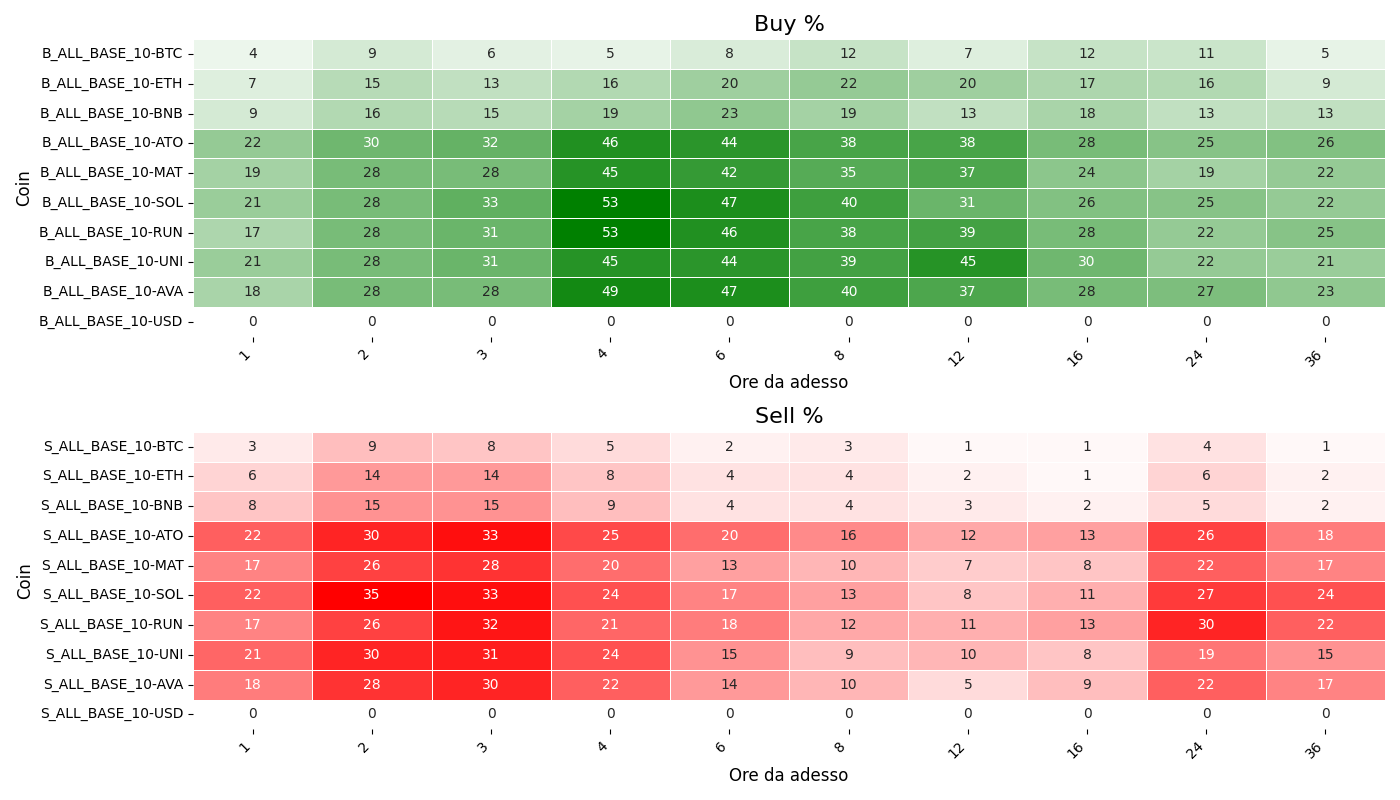 Buy %
Coin
B_ALL_BASE_10-BTC 4 9 6 5 8 12 7 12 11 5
B_ALL_BASE_10-ETH 7 15 13 16 20 22 20 17 16 9
B_ALL_BASE_10-BNB 9 16 15 19 23 19 13 18 13 13
B_ALL_BASE_10-ATO 22 30 32 46 44 38 38 28 25 26
B_ALL_BASE_10-MAT 19 28 28 45 42 35 37 24 19 22
B_ALL_BASE_10-SOL 21 28 33 53 47 40 31 26 25 22
B_ALL_BASE_10-RUN 17 28 31 53 46 38 39 28 22 25
B_ALL_BASE_10-UNI 21 28 31 45 44 39 45 30 22 21
B_ALL_BASE_10-AVA 18 28 28 49 47 40 37 28 27 23
B_ALL_BASE_10-USD 0 0 0 0 0 0 0 0 0 0
1 2 3 4 6 8 12 16 24 36
Ore da adesso
Sell %
Coin
S_ALL_BASE_10-BTC 3 9 8 5 2 3 1 1 4 1
S_ALL_BASE_10-ETH 6 14 14 8 4 4 2 1 6 2
S_ALL_BASE_10-BNB 8 15 15 9 4 4 3 2 5 2
S_ALL_BASE_10-ATO 22 30 33 25 20 16 12 13 26 18
S_ALL_BASE_10-MAT 17 26 28 20 13 10 7 8 22 17
S_ALL_BASE_10-SOL 22 35 33 24 17 13 8 11 27 24
S_ALL_BASE_10-RUN 17 26 32 21 18 12 11 13 30 22
S_ALL_BASE_10-UNI 21 30 31 24 15 9 10 8 19 15
S_ALL_BASE_10-AVA 18 28 30 22 14 10 5 9 22 17
S_ALL_BASE_10-USD 0 0 0 0 0 0 0 0 0 0
1 2 3 4 6 8 12 16 24 36
Ore da adesso